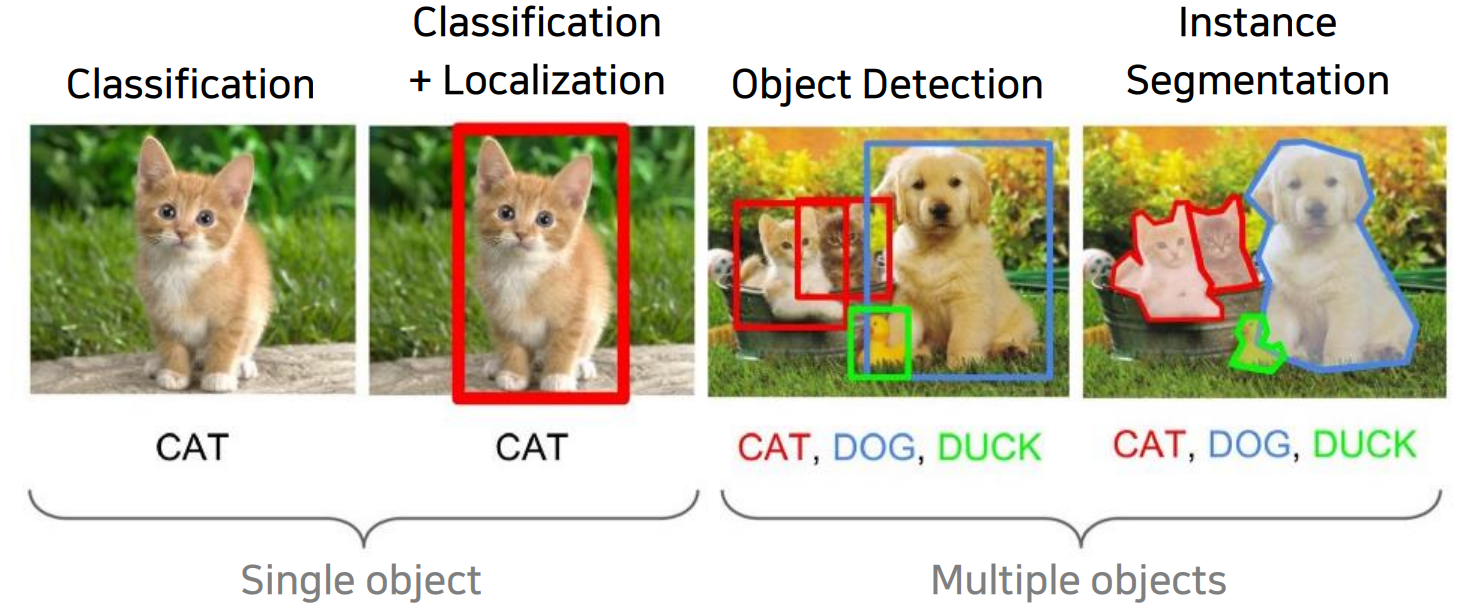 Classification
Classification
+ Localization
Object Detection
Instance
Segmentation
CAT
CAT
CAT, DOG, DUCK
CAT, DOG, DUCK
Single object
Multiple objects